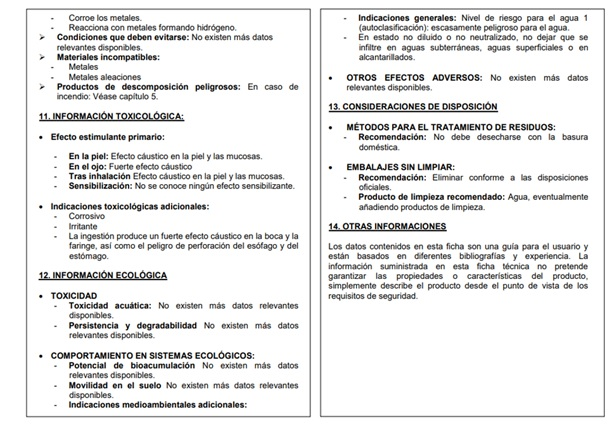 - Corroe los metales.
- Reacciona con metales formando hidrógeno.
➢ Condiciones que deben evitarse: No existen más datos
relevantes disponibles.
➢ Materiales incompatibles:
- Metales
- Metales aleaciones
➢ Productos de descomposición peligrosos: En caso de
incendio: Véase capítulo 5.
11. INFORMACIÓN TOXICOLÓGICA:
• Efecto estimulante primario:
- En la piel: Efecto cáustico en la piel y las mucosas.
- En el ojo: Fuerte efecto cáustico
- Tras inhalación Efecto cáustico en la piel y las mucosas.
- Sensibilización: No se conoce ningún efecto sensibilizante.
• Indicaciones toxicológicas adicionales:
- Corrosivo
- Irritante
- La ingestión produce un fuerte efecto cáustico en la boca y la
faringe, así como el peligro de perforación del esófago y del
estómago.
12. INFORMACIÓN ECOLÓGICA
• TOXICIDAD
- Toxicidad acuática: No existen más datos relevantes
disponibles.
- Persistencia y degradabilidad No existen más datos
relevantes disponibles.
• COMPORTAMIENTO EN SISTEMAS ECOLÓGICOS:
- Potencial de bioacumulación No existen más datos
relevantes disponibles.
- Movilidad en el suelo No existen más datos relevantes
disponibles.
- Indicaciones medioambientales adicionales:
- Indicaciones generales: Nivel de riesgo para el agua 1
(autoclasificación): escasamente peligroso para el agua.
- En estado no diluido o no neutralizado, no dejar que se
infiltre en aguas subterráneas, aguas superficiales o en
alcantarillados.
• OTROS EFECTOS ADVERSOS: No existen más datos
relevantes disponibles.
13. CONSIDERACIONES DE DISPOSICIÓN
• MÉTODOS PARA EL TRATAMIENTO DE RESIDUOS:
- Recomendación: No debe desecharse con la basura
doméstica.
• EMBALAJES SIN LIMPIAR:
- Recomendación: Eliminar conforme a las disposiciones
oficiales.
- Producto de limpieza recomendado: Agua, eventualmente
añadiendo productos de limpieza.
14. OTRAS INFORMACIONES
Los datos contenidos en esta ficha son una guía para el usuario y
están basados en diferentes bibliografías y experiencia. La
información suministrada en esta ficha técnica no pretende
garantizar las propiedades o características del producto,
simplemente describe el producto desde el punto de vista de los
requisitos de seguridad.